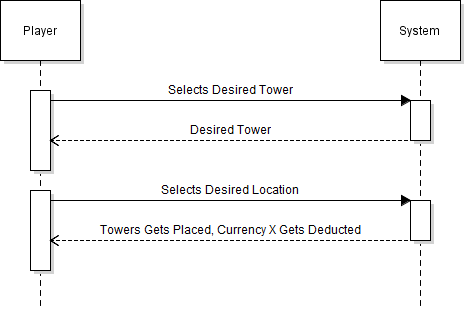 Player
System
Selects Desired Tower
Desired Tower
Selects Desired Location
Towers Gets Placed, Currency X Gets Deducted